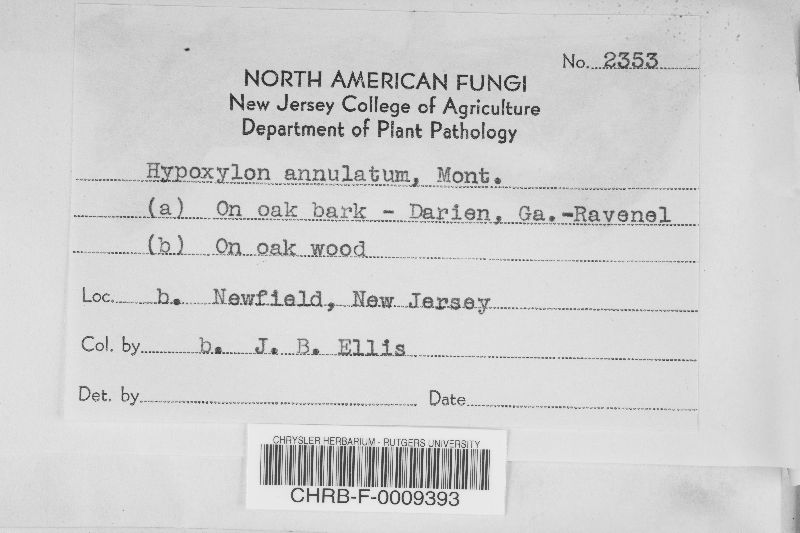 No. 2353
NORTH AMERICAN FUNGI
New Jersey College of Agriculture
Department of Plant Pathology
Hypoxylon annulatum, Mont.
(a) On oak bark - Darien, Ga.-Ravenel
(b) On oak wood
Loc. b. Newfield, New Jersey
Col. by b. J. B. Ellis
Det. by
Date
CHRYSLER HERBARIUM - RUTGERS UNIVERSITY
CHRB-F-0009393